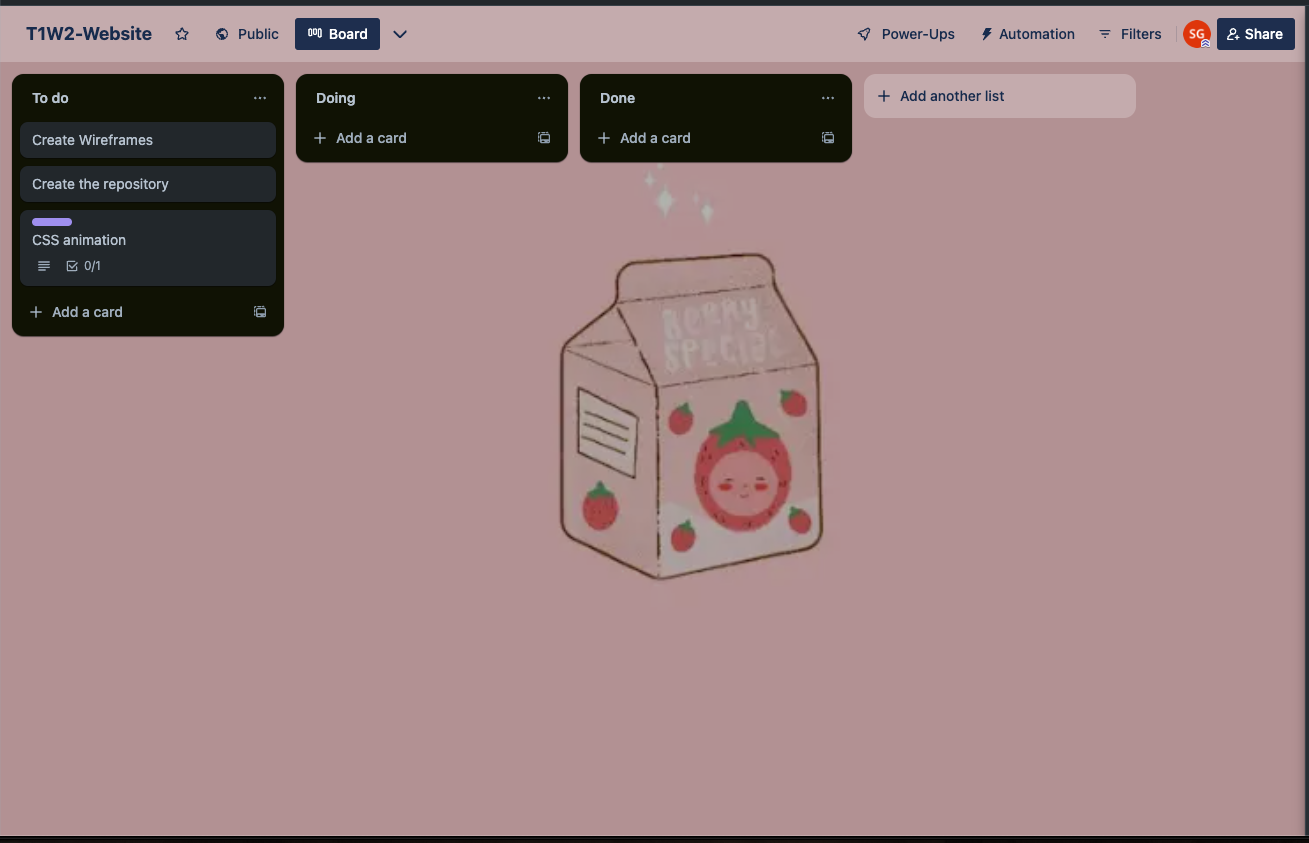 T1W2-Website Public Board Power-Ups Automation Filters SG Share
To do
Create Wireframes
Create the repository
CSS animation
0/1
Add a card
Doing
Add a card
Done
Add a card
Add another list
BERRY
SPECIAL